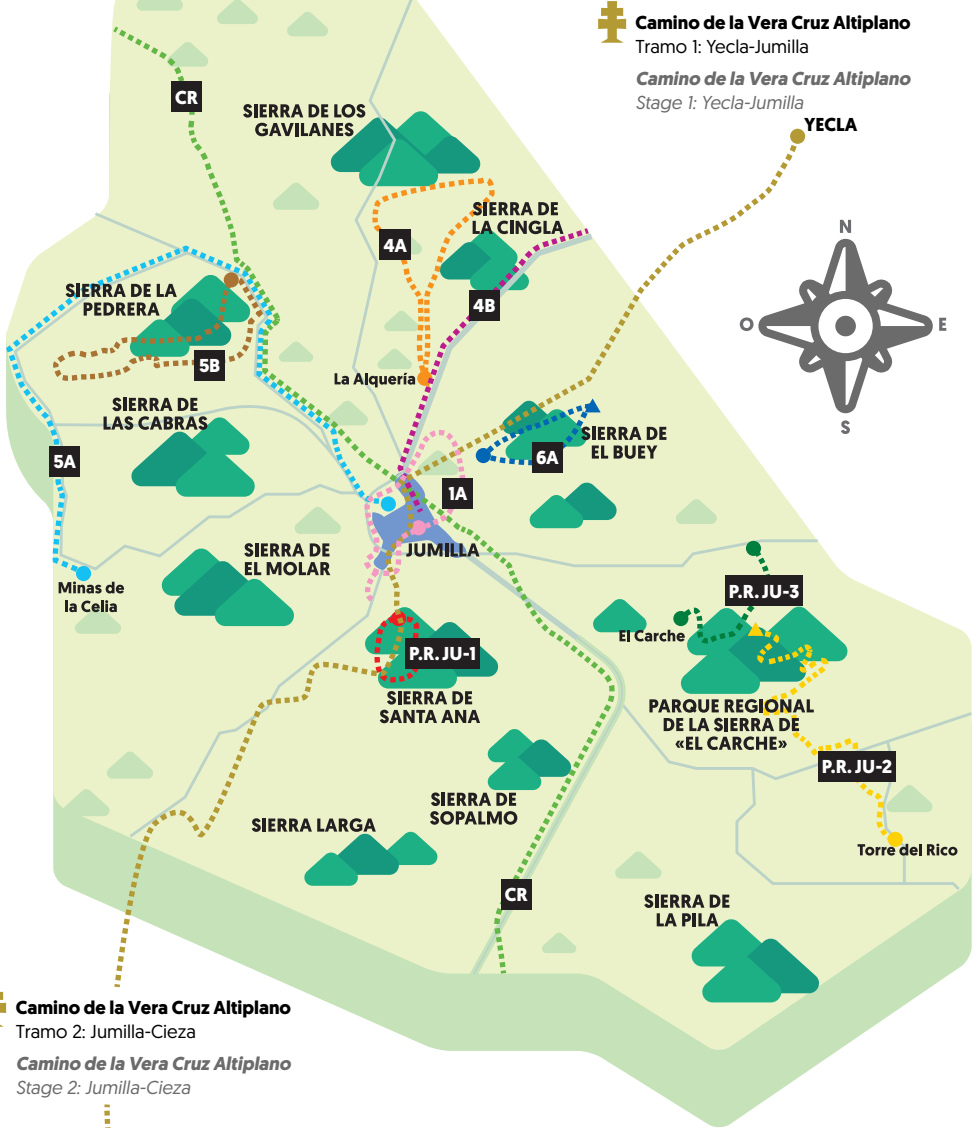 Camino de la Vera Cruz Altiplano
Tramo 1: Yecla-Jumilla
Camino de la Vera Cruz Altiplano
Stage 1: Yecla-Jumilla
YECLA
CR
SIERRA DE LOS
GAVILANES
SIERRA DE
LA CINGLA
4A
4B
N
O
E
S
SIERRA DE LA
PEDRERA
5B
La Alquería
SIERRA DE
LAS CABRAS
SIERRA DE
EL BUEY
6A
5A
1A
JUMILLA
SIERRA DE
EL MOLAR
Minas de
la Celia
P.R. JU-3
El Carche
P.R. JU-1
SIERRA DE
SANTA ANA
PARQUE REGIONAL
DE LA SIERRA DE
«EL CARCHE»
P.R. JU-2
SIERRA DE
SOPALMO
SIERRA LARGA
Torre del Rico
CR
SIERRA DE
LA PILA
Camino de la Vera Cruz Altiplano
Tramo 2: Jumilla-Cieza
Camino de la Vera Cruz Altiplano
Stage 2: Jumilla-Cieza